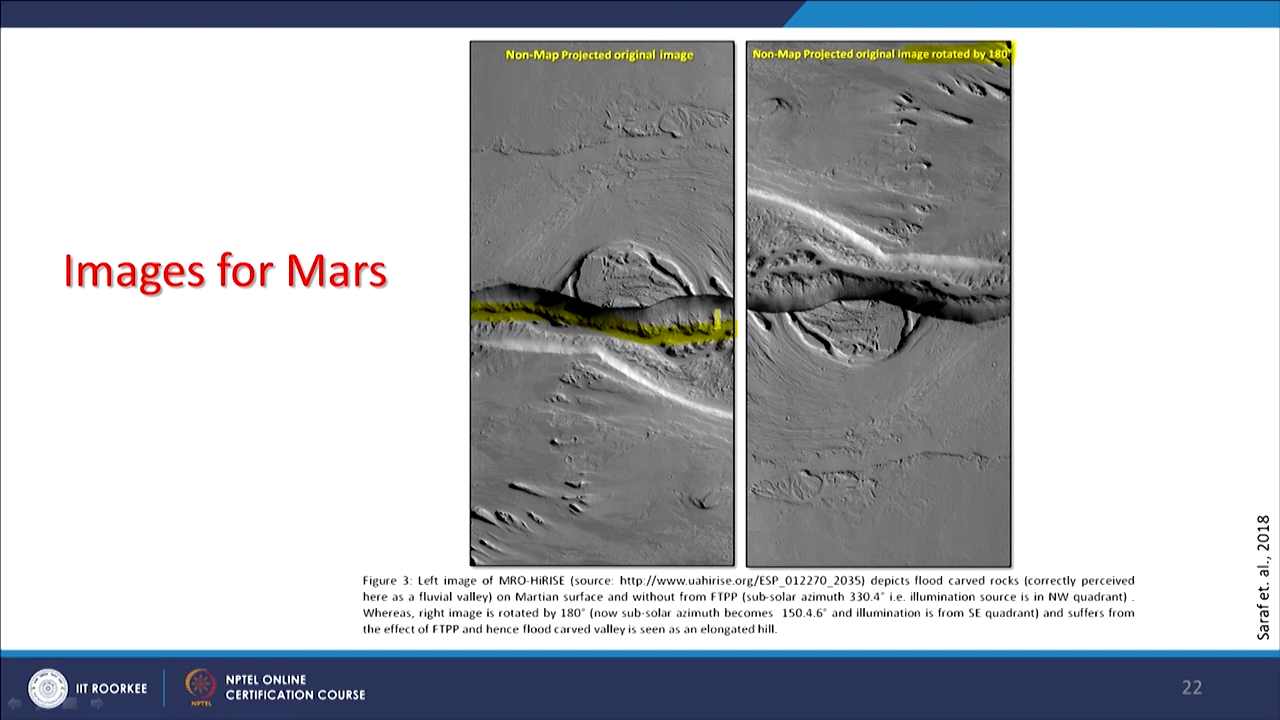 Non-Map Projected original image
Non-Map Projected original image rotated by 180°
Images for Mars
Figure 3: Left image of MRO-HiRISE (source: http://www.uahirise.org/ESP_012270_2035) depicts flood carved rocks (correctly perceived
here as a fluvial valley) on Martian surface and without from FTPP (sub-solar azimuth 330.4° i.e. illumination source is in NW quadrant) .
Whereas, right image is rotated by 180° (now sub-solar azimuth becomes 150.4.6° and illumination is from SE quadrant) and suffers from
the effect of FTPP and hence flood carved valley is seen as an elongated hill.
Saraf et. al., 2018
IIT ROORKEE
NPTEL
NPTEL ONLINE
CERTIFICATION COURSE
22